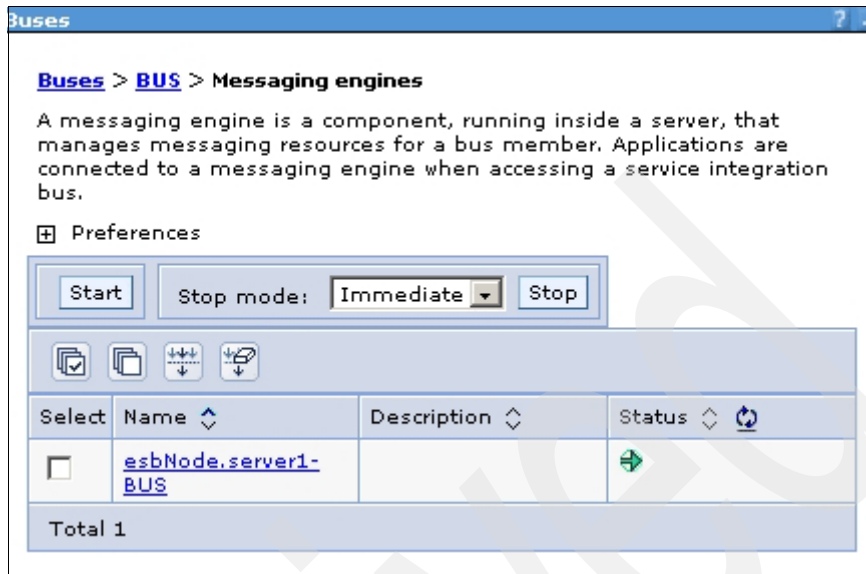 Buses ?
Buses > BUS > Messaging engines
A messaging engine is a component, running inside a server, that
manages messaging resources for a bus member. Applications are
connected to a messaging engine when accessing a service integration
bus.
Preferences
Start Stop mode: Immediate Stop
Select Name Description Status
esbNode.server1-
BUS
Total 1